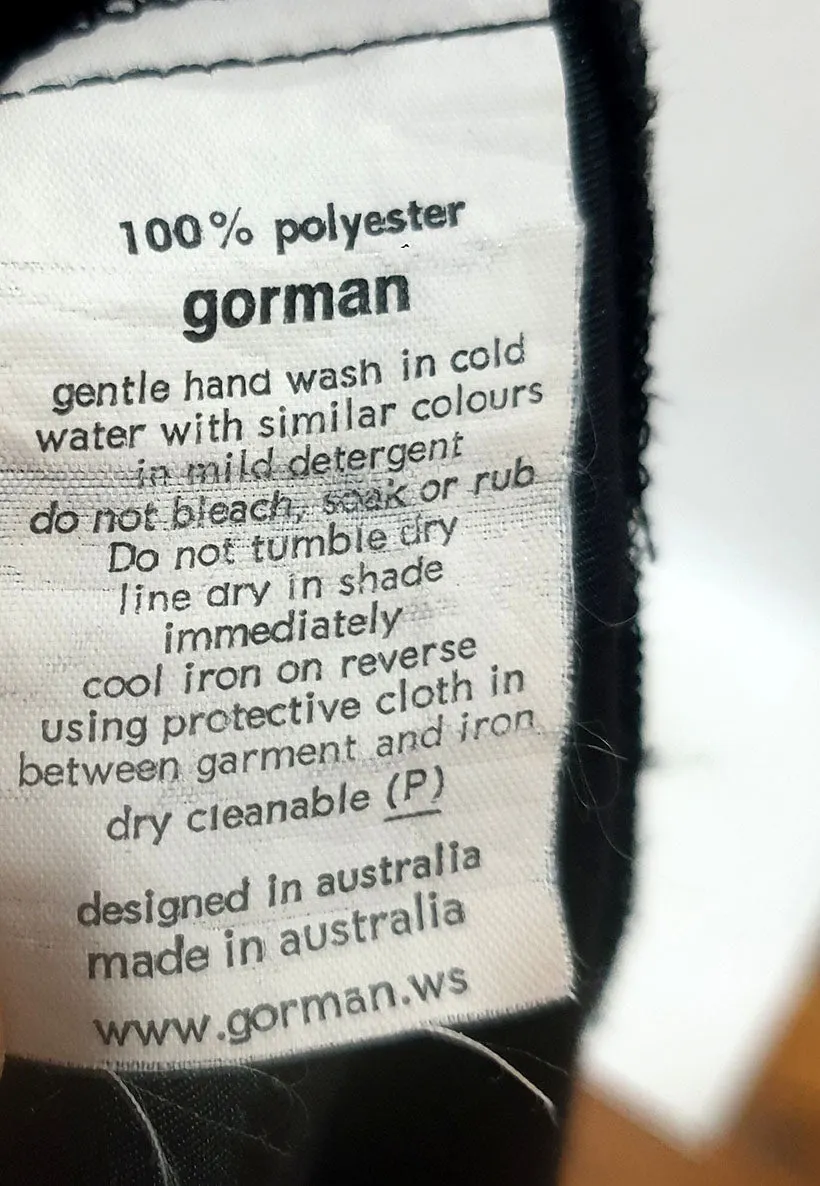 100% polyester
gorman
gentle hand wash in cold
water with similar colours
in mild detergent
do not bleach, soak or rub
Do not tumble dry
line dry in shade
immediately
cool iron on reverse
using protective cloth in
between garment and iron
dry cleanable (P)
designed in australia
made in australia
www.gorman.ws